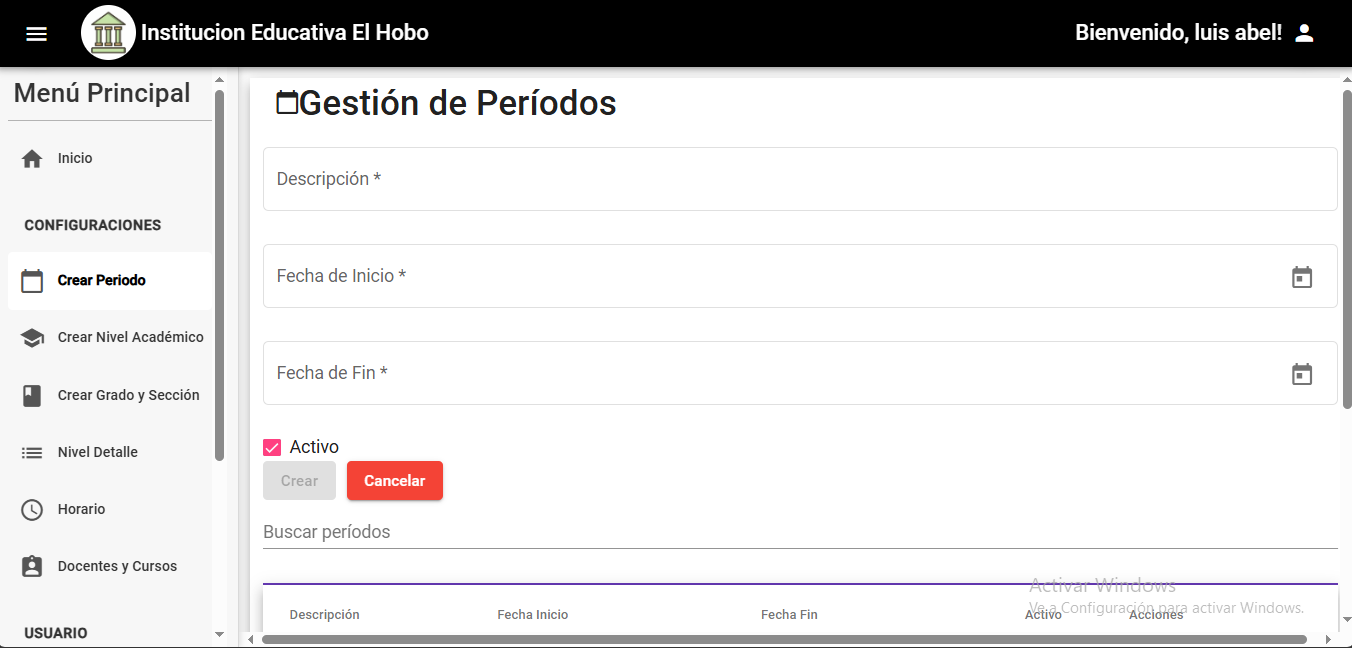 Institucion Educativa El Hobo
Bienvenido, luis abel!
Menú Principal
Inicio
CONFIGURACIONES
Crear Periodo
Crear Nivel Académico
Crear Grado y Sección
Nivel Detalle
Horario
Docentes y Cursos
USUARIO
Gestión de Períodos
Descripción *
Fecha de Inicio *
Fecha de Fin *
Activo
Crear Cancelar
Buscar períodos
Descripción Fecha Inicio Fecha Fin Activo Acciones
Activar Windows
Ve a Configuración para activar Windows.